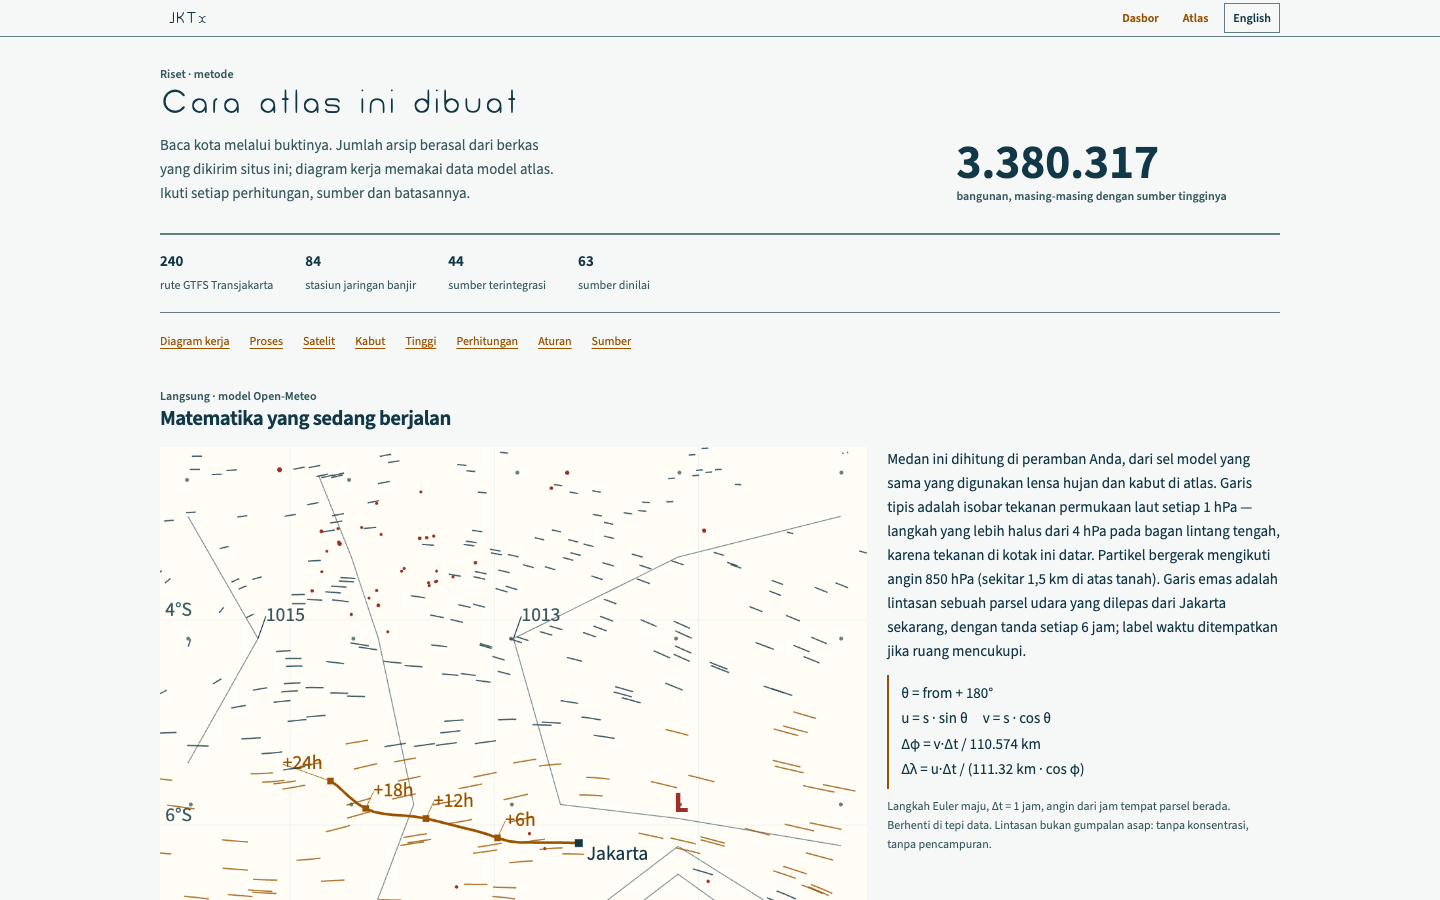 JKTx
Dasbor
Atlas
English
Riset · metode
Cara atlas ini dibuat
Baca kota melalui buktinya. Jumlah arsip berasal dari berkas
yang dikirim situs ini; diagram kerja memakai data model atlas.
Ikuti setiap perhitungan, sumber dan batasannya.
3.380.317
bangunan, masing-masing dengan sumber tingginya
240
rute GTFS Transjakarta
84
stasiun jaringan banjir
44
sumber terintegrasi
63
sumber dinilai
Diagram kerja
Proses
Satelit
Kabut
Tinggi
Perhitungan
Aturan
Sumber
Langsung · model Open-Meteo
Matematika yang sedang berjalan
4°S
1015
1013
+24h
+18h
+12h
+6h
6°S
L
Jakarta
Medan ini dihitung di peramban Anda, dari sel model yang
sama yang digunakan lensa hujan dan kabut di atlas. Garis
tipis adalah isobar tekanan permukaan laut setiap 1 hPa —
langkah yang lebih halus dari 4 hPa pada bagan lintang tengah,
karena tekanan di kotak ini datar. Partikel bergerak mengikuti
angin 850 hPa (sekitar 1,5 km di atas tanah). Garis emas adalah
lintasan sebuah parsel udara yang dilepas dari Jakarta
sekarang, dengan tanda setiap 6 jam; label waktu ditempatkan
jika ruang mencukupi.
θ = from + 180°
u = s · sin θ v = s · cos θ
Δφ = v·Δt / 110.574 km
Δλ = u·Δt / (111.32 km · cos φ)
Langkah Euler maju, Δt = 1 jam, angin dari jam tempat parsel berada.
Berhenti di tepi data. Lintasan bukan gumpalan asap: tanpa konsentrasi,
tanpa pencampuran.